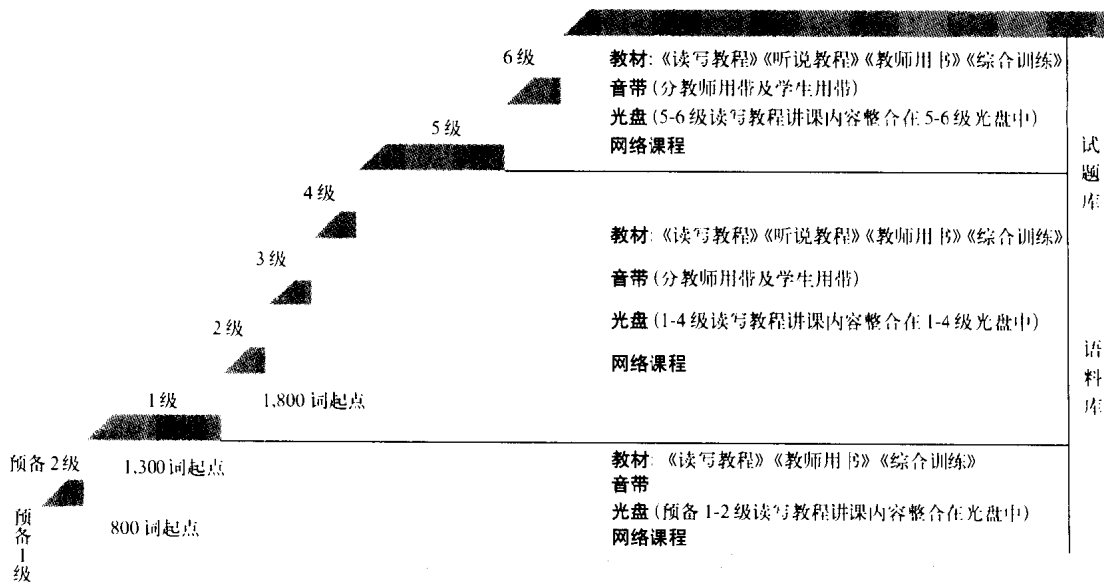 6级
教材:《读写教程》《听说教程》《教师用书》《综合训练》
音带(分教师用带及学生用带)
光盘(5-6级读写教程讲课内容整合在5-6级光盘中)
网络课程
5级
试题库
4级
教材:《读写教程》《听说教程》《教师用书》《综合训练》
3级
音带(分教师用带及学生用带)
光盘(1-4级读写教程讲课内容整合在1-4级光盘中)
2级
网络课程
语料库
1级
1,800词起点
预备2级
1,300词起点
教材:《读写教程》《教师用书》《综合训练》
音带
光盘(预备1-2级读写教程讲课内容整合在光盘中)
网络课程
800词起点
预备1级